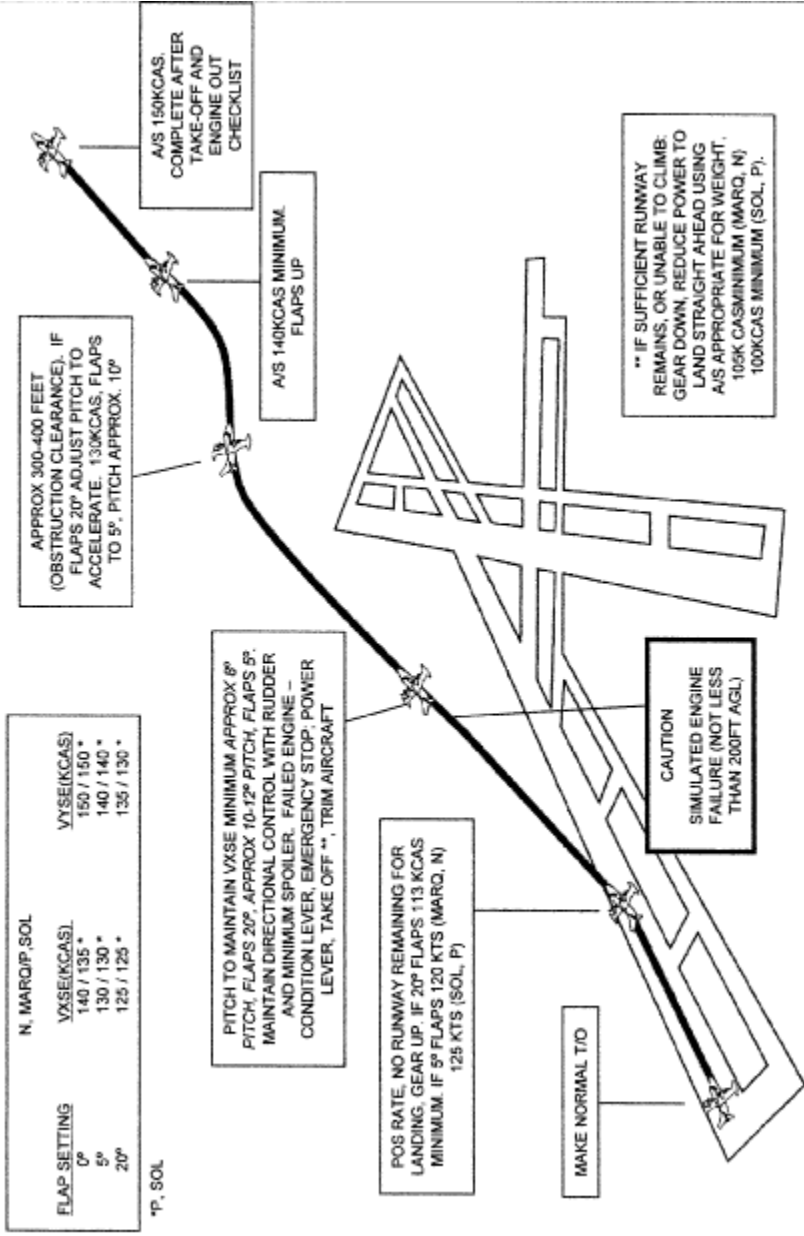 N, MARQ/P,SOL
FLAP SETTING VXSE(KCAS) VYSE(KCAS)
0º 140 / 135 * 150 / 150 *
5º 130 / 130 * 140 / 140 *
20º 125 / 125 * 135 / 130 *
*P, SOL
APPROX 300-400 FEET
(OBSTRUCTION CLEARANCE). IF
FLAPS 20º ADJUST PITCH TO
ACCELERATE. 130KCAS, FLAPS
TO 5º, PITCH APPROX. 10º
A/S 150KCAS.
COMPLETE AFTER
TAKE-OFF AND
ENGINE OUT
CHECKLIST
A/S 140KCAS MINIMUM.
FLAPS UP
PITCH TO MAINTAIN VXSE MINIMUM APPROX 8º
PITCH, FLAPS 20º, APPROX 10-12º PITCH, FLAPS 5º.
MAINTAIN DIRECTIONAL CONTROL WITH RUDDER
AND MINIMUM SPOILER. FAILED ENGINE –
CONDITION LEVER, EMERGENCY STOP; POWER
LEVER, TAKE OFF **, TRIM AIRCRAFT
POS RATE, NO RUNWAY REMAINING FOR
LANDING, GEAR UP. IF 20º FLAPS 113 KCAS
MINIMUM. IF 5º FLAPS 120 KTS (MARQ, N)
125 KTS (SOL, P)
MAKE NORMAL T/O
CAUTION
SIMULATED ENGINE
FAILURE (NOT LESS
THAN 200FT AGL)
** IF SUFFICIENT RUNWAY
REMAINS, OR UNABLE TO CLIMB:
GEAR DOWN, REDUCE POWER TO
LAND STRAIGHT AHEAD USING
A/S APPROPRIATE FOR WEIGHT,
105K CASMINIMUM (MARQ, N)
100KCAS MINIMUM (SOL, P).